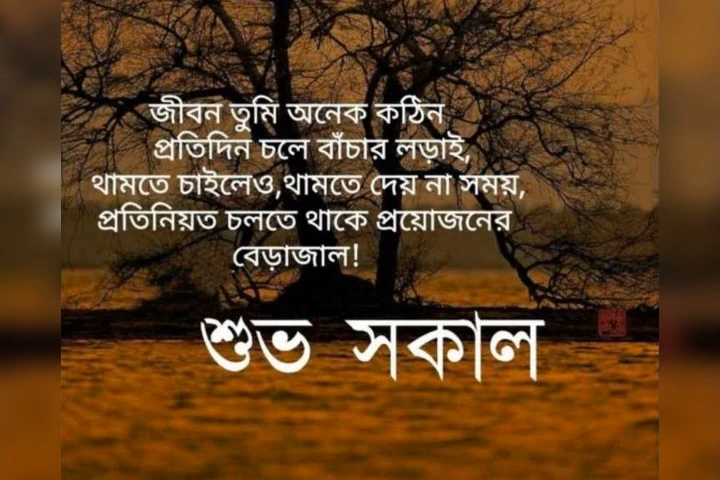 জীবন তুমি অনেক কঠিন
প্রতিদিন চলে বাঁচার লড়াই,
থামতে চাইলেও,থামতে দেয় না সময়,
প্রতিনিয়ত চলতে থাকে প্রয়োজনের
বেড়াজাল!
শুভ সকাল